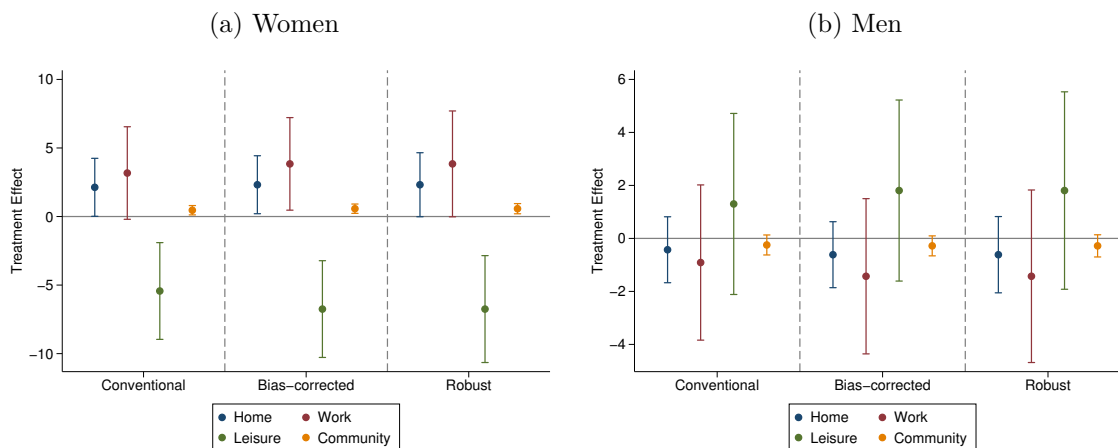 (a) Women
10
5
0
−5
−10
Treatment Effect
Conventional
Bias−corrected
Robust
Home
Work
Leisure
Community
(b) Men
6
4
2
0
−2
−4
Treatment Effect
Conventional
Bias−corrected
Robust
Home
Work
Leisure
Community